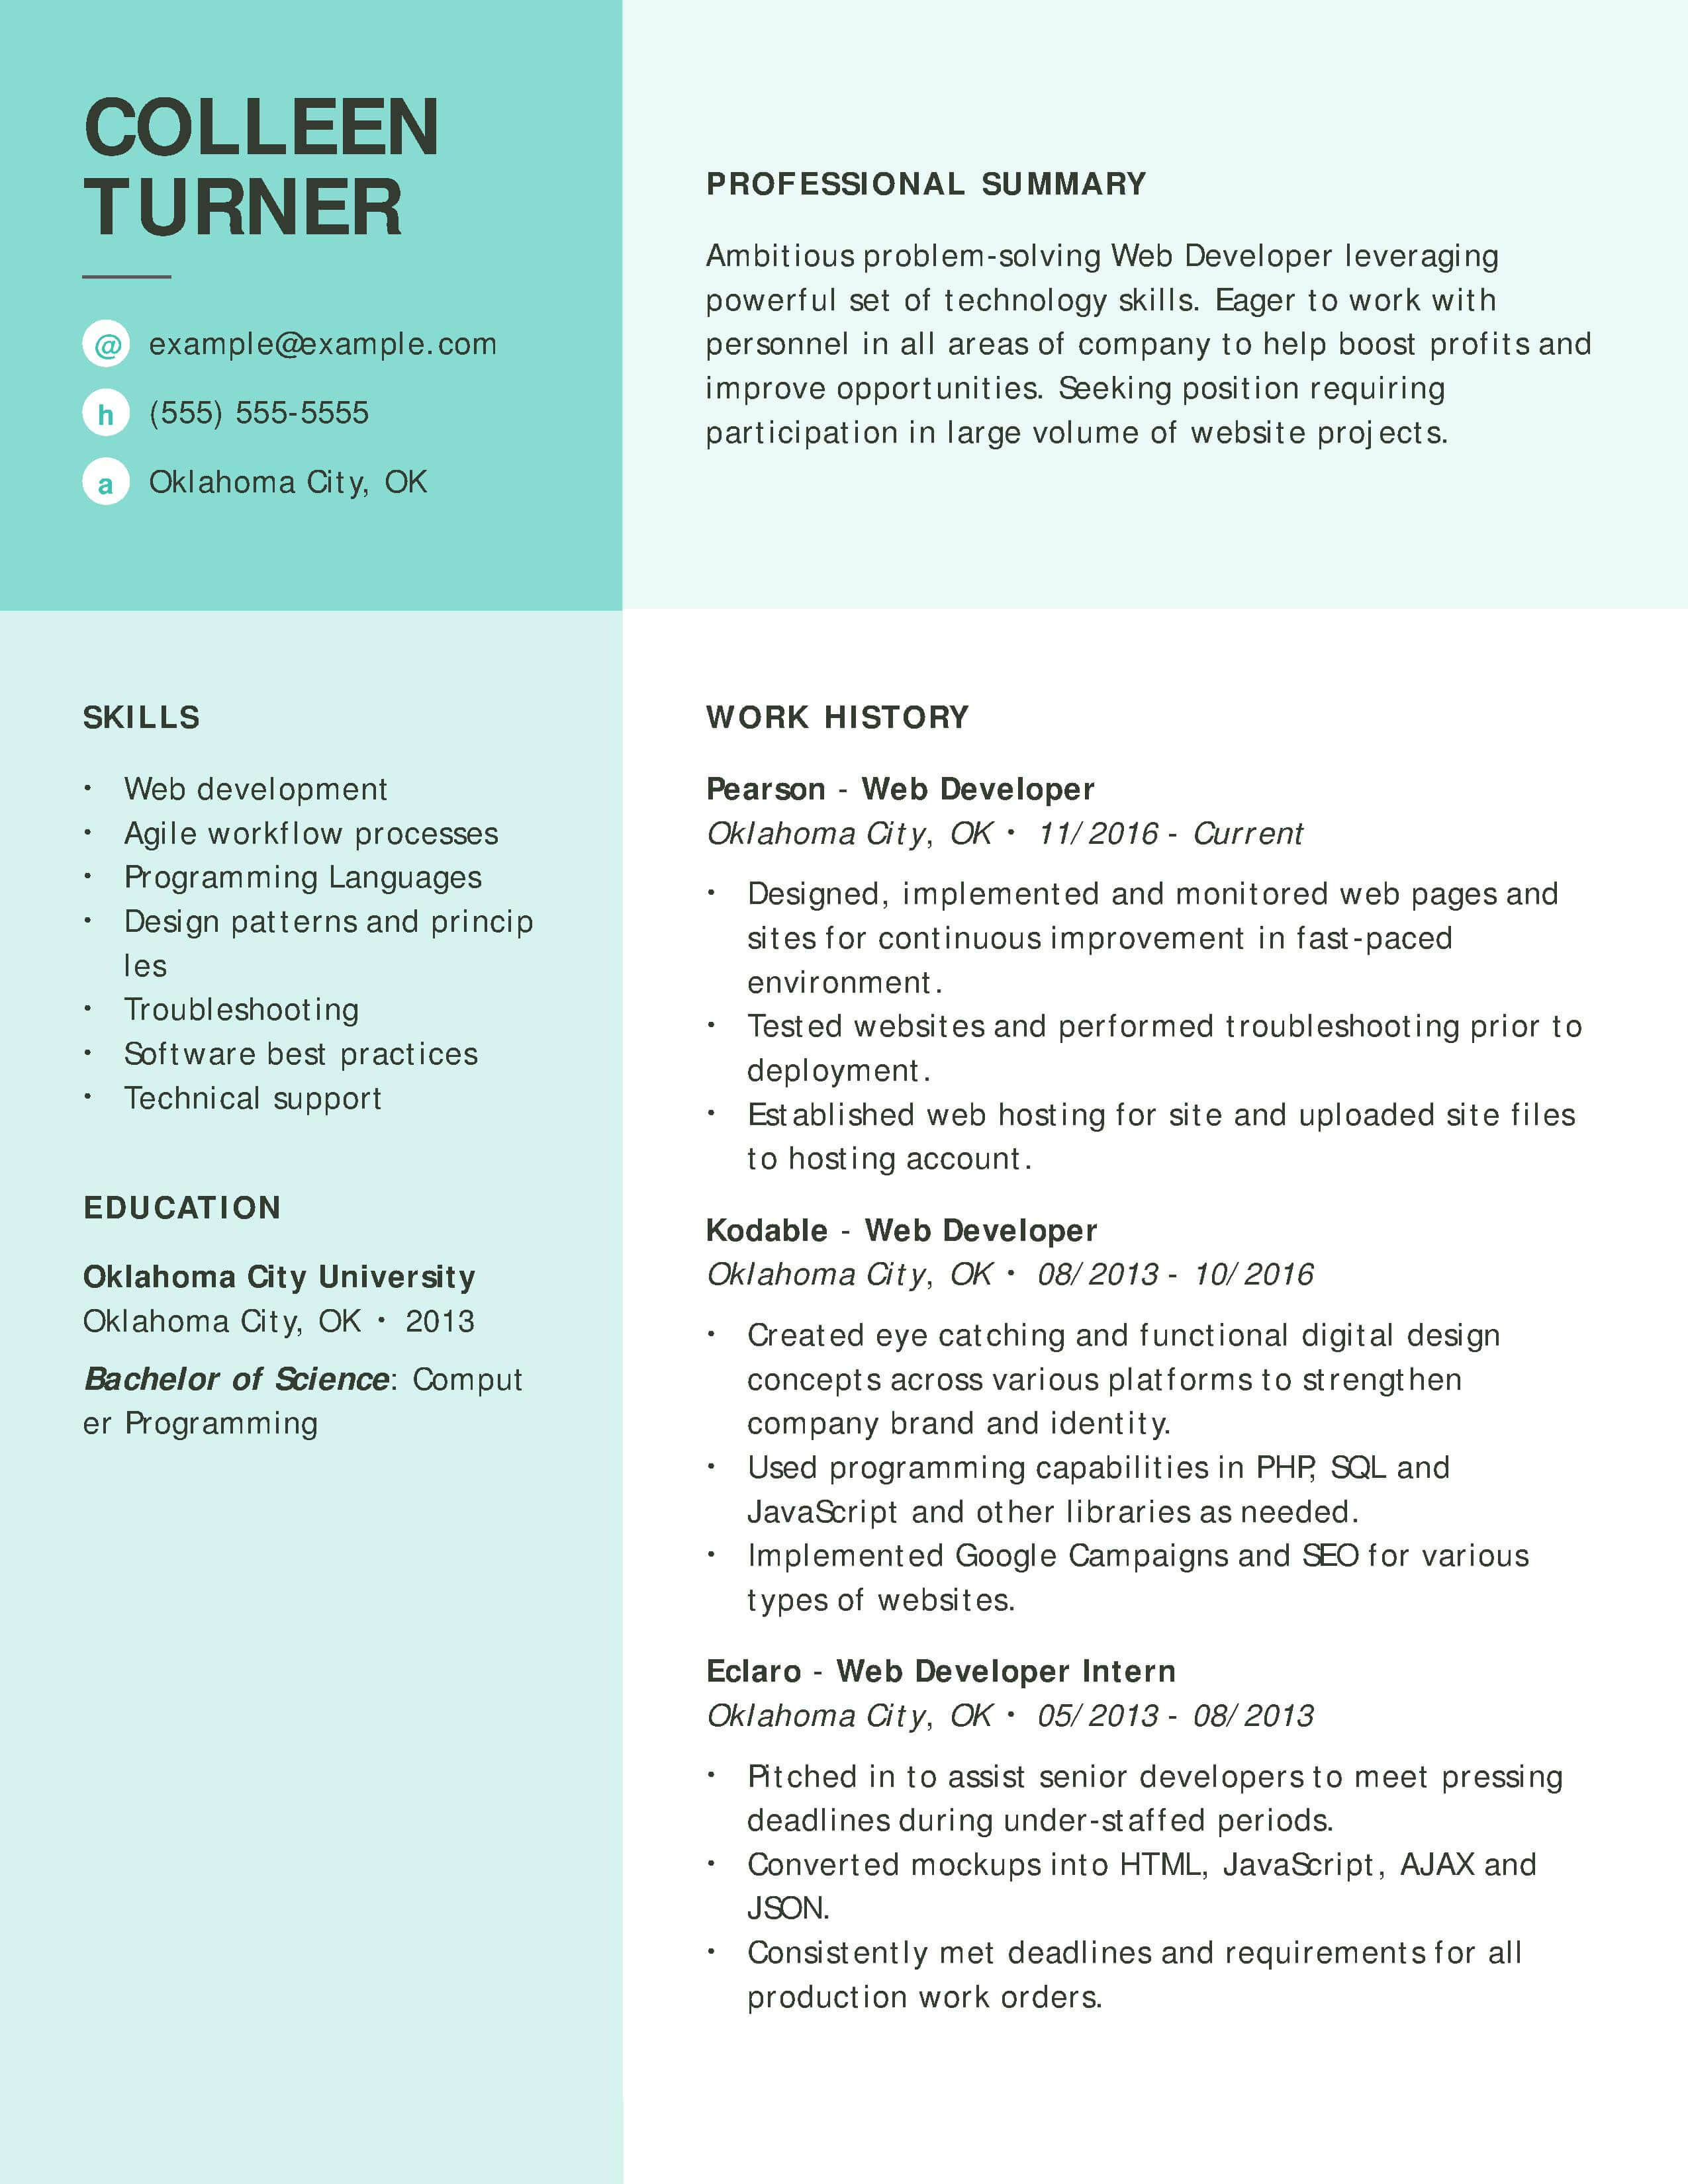 COLLEEN
TURNER
@ example@example.com
h (555) 555-5555
a Oklahoma City, OK
PROFESSIONAL SUMMARY
Ambitious problem-solving Web Developer leveraging
powerful set of technology skills. Eager to work with
personnel in all areas of company to help boost profits and
improve opportunities. Seeking position requiring
participation in large volume of website projects.
SKILLS
• Web development
• Agile workflow processes
• Programming Languages
• Design patterns and princip
les
• Troubleshooting
• Software best practices
• Technical support
EDUCATION
Oklahoma City University
Oklahoma City, OK • 2013
Bachelor of Science: Comput
er Programming
WORK HISTORY
Pearson - Web Developer
Oklahoma City, OK • 11/2016 - Current
• Designed, implemented and monitored web pages and
sites for continuous improvement in fast-paced
environment.
• Tested websites and performed troubleshooting prior to
deployment.
• Established web hosting for site and uploaded site files
to hosting account.
Kodable - Web Developer
Oklahoma City, OK • 08/2013 - 10/2016
• Created eye catching and functional digital design
concepts across various platforms to strengthen
company brand and identity.
• Used programming capabilities in PHP, SQL and
JavaScript and other libraries as needed.
• Implemented Google Campaigns and SEO for various
types of websites.
Eclaro - Web Developer Intern
Oklahoma City, OK • 05/2013 - 08/2013
• Pitched in to assist senior developers to meet pressing
deadlines during under-staffed periods.
• Converted mockups into HTML, JavaScript, AJAX and
JSON.
• Consistently met deadlines and requirements for all
production work orders.